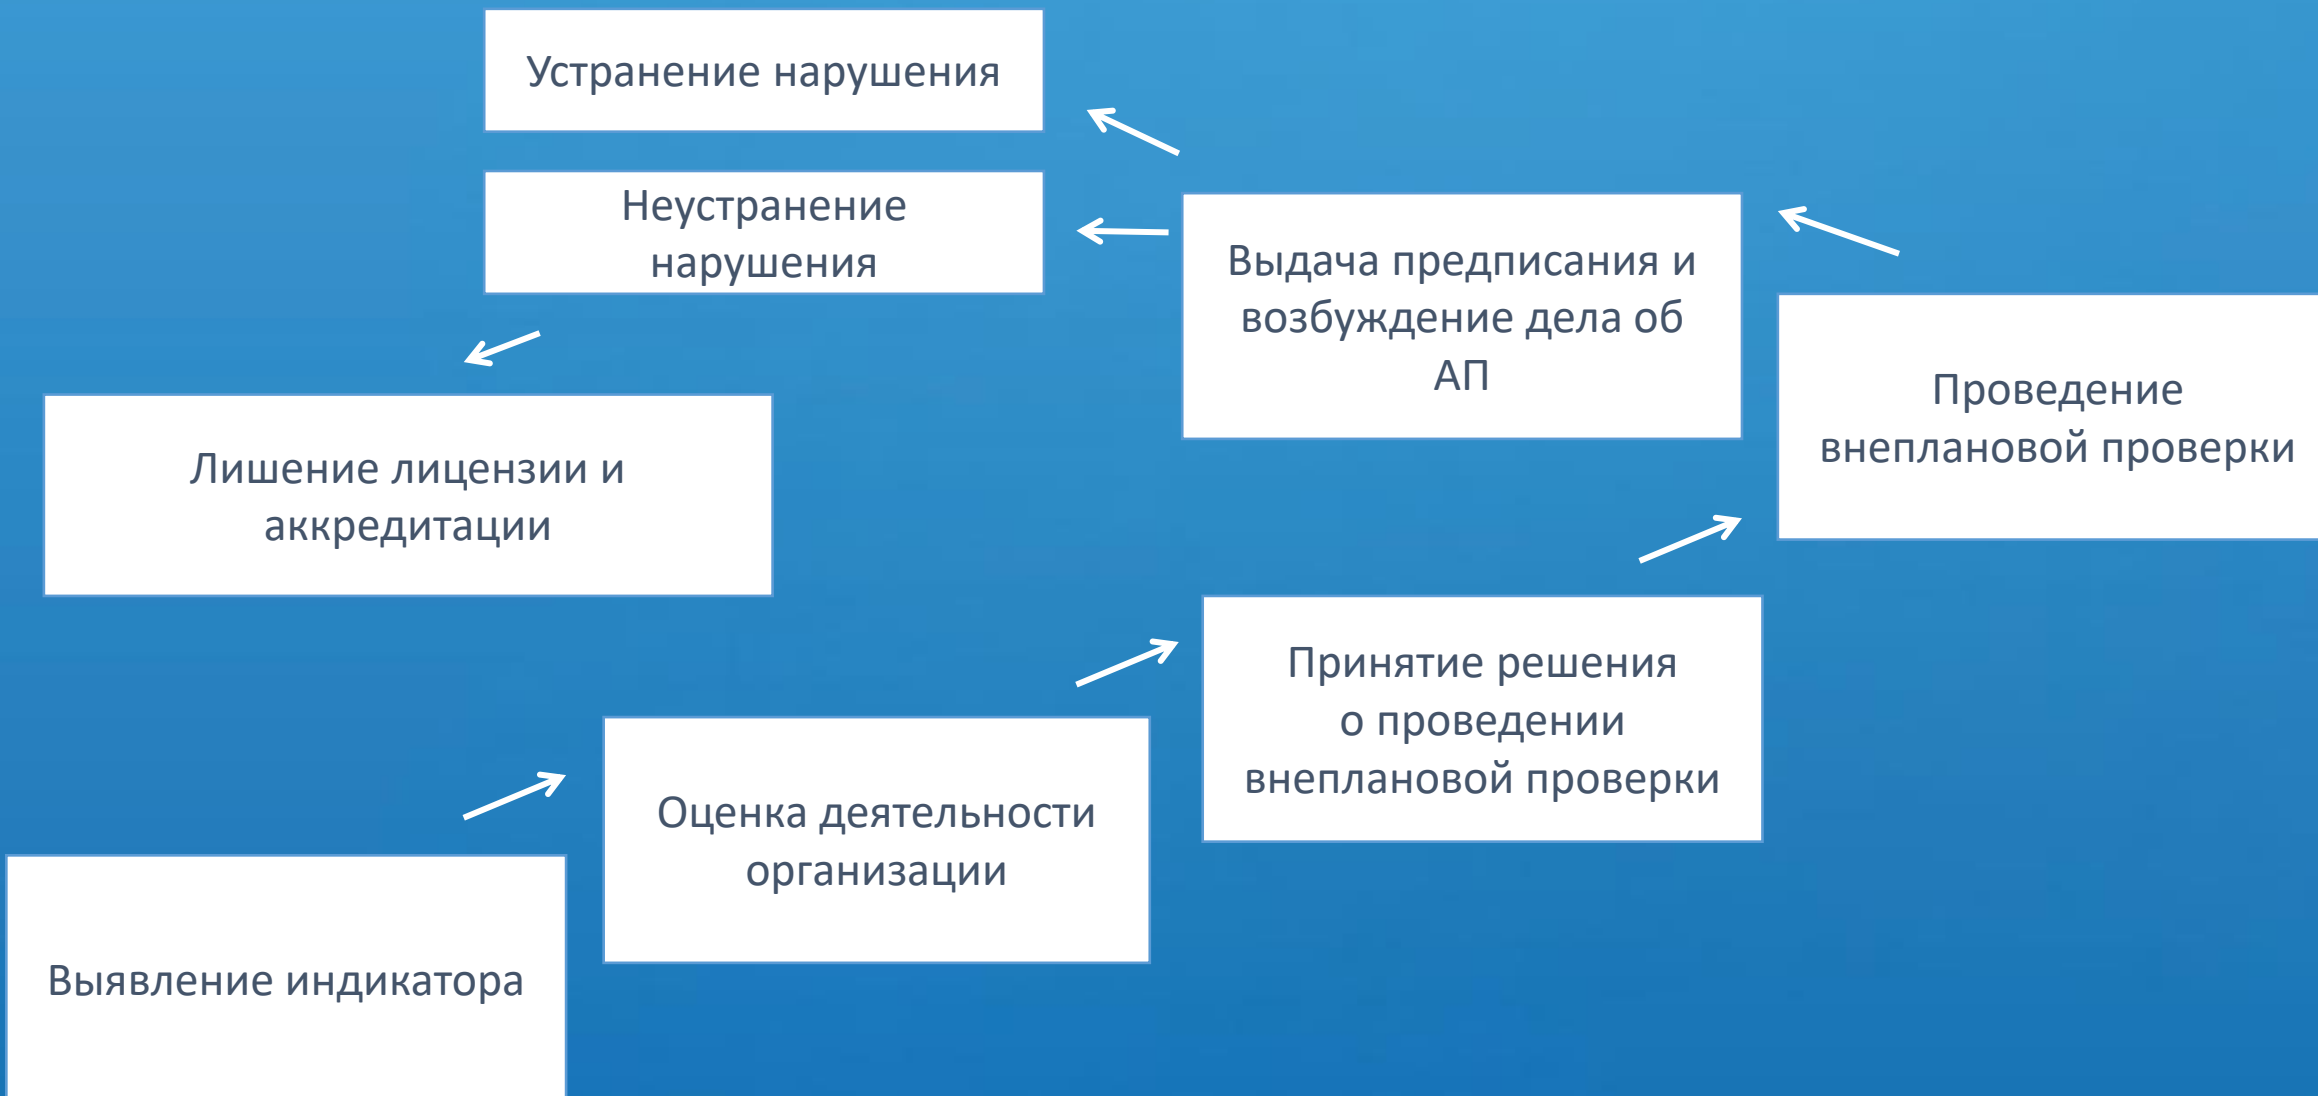 Устранение нарушения
Неустранение
нарушения
Выдача предписания и
возбуждение дела об
АП
Проведение
внеплановой проверки
Лишение лицензии и
аккредитации
Принятие решения
о проведении
внеплановой проверки
Оценка деятельности
организации
Выявление индикатора